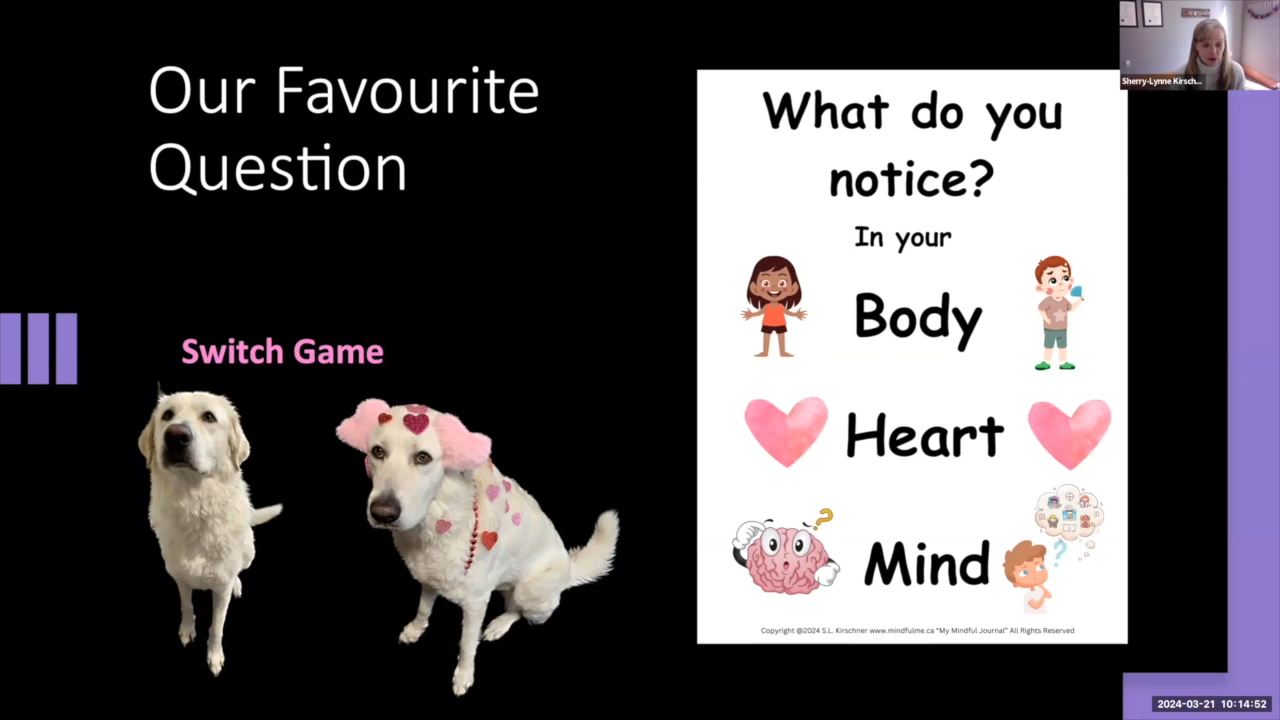 Our Favourite
Question
Switch Game
What do you
notice?
In your
Body
Heart
Mind
Copyright @2024 S.L. Kirschner www.mindfulme.ca "My Mindful Journal" All Rights Reserved
Sherry-Lynne Kirsch...
2024-03-21 10:14:52